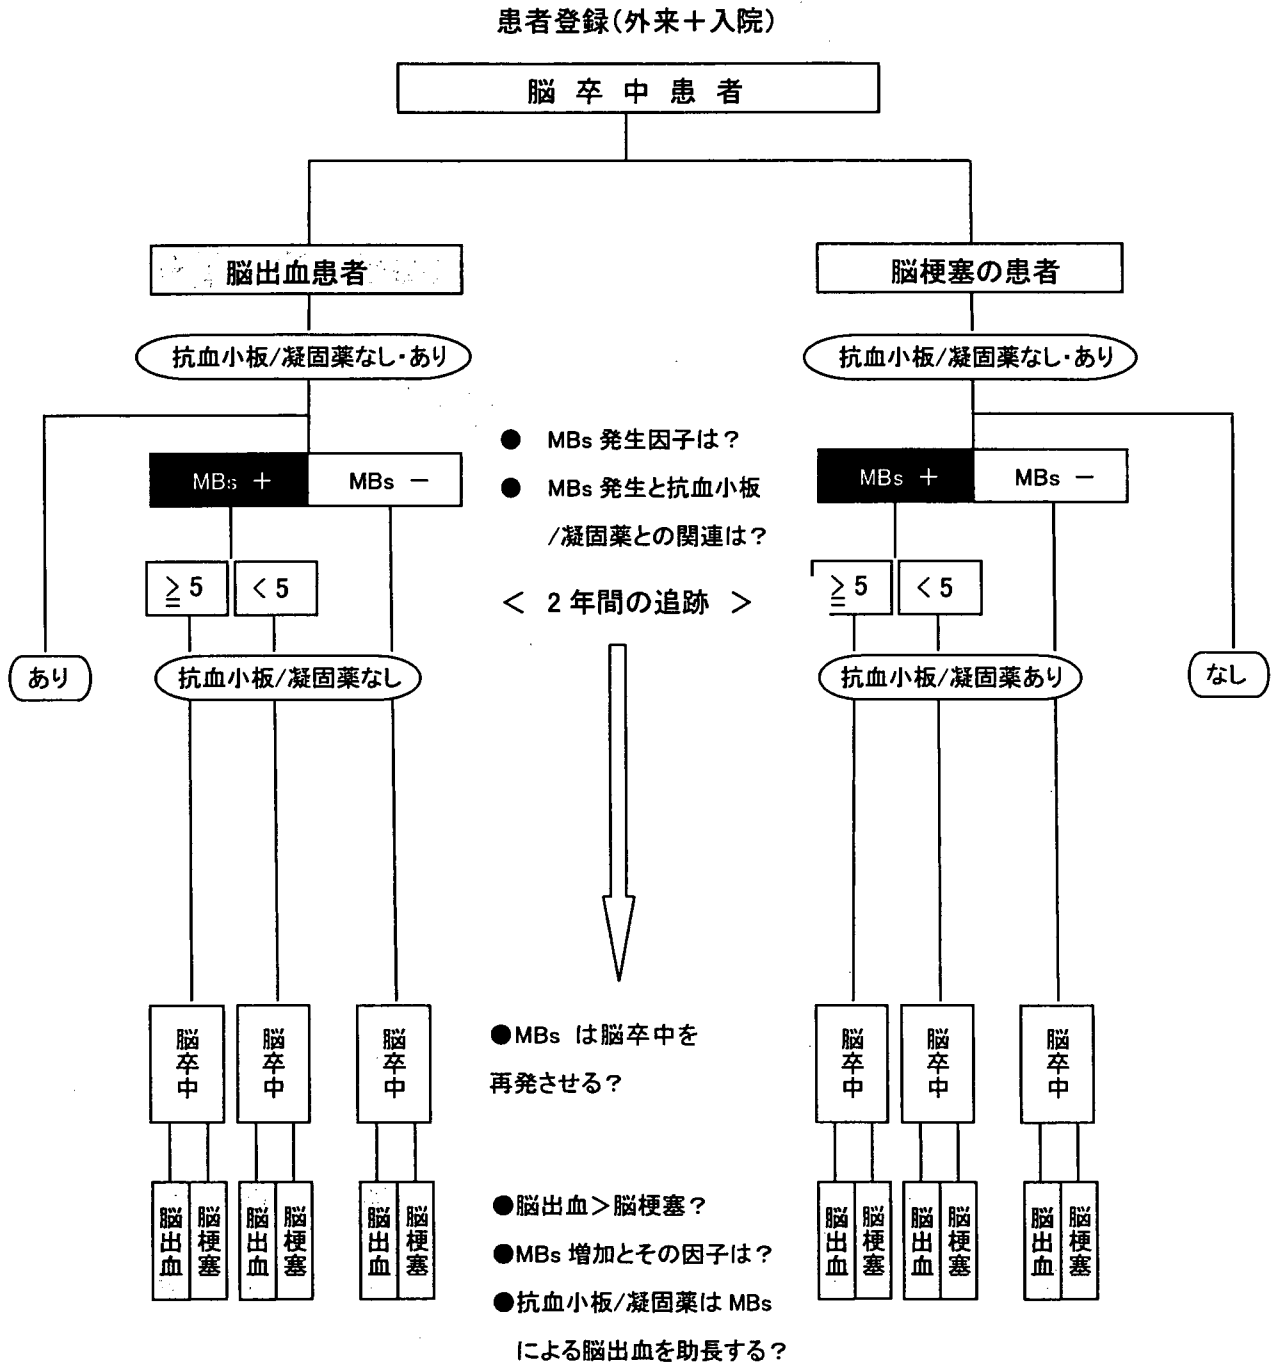 患者登録(外来＋入院)
脳卒中患者
脳出血患者
脳梗塞の患者
抗血小板/凝固薬なし・あり
抗血小板/凝固薬なし・あり
● MBs 発生因子は？
● MBs 発生と抗血小板
/凝固薬との関連は？
MBs ＋
MBs －
MBs ＋
MBs －
≧5
＜5
＜ 2年間の追跡 ＞
≧5
＜5
あり
抗血小板/凝固薬なし
抗血小板/凝固薬あり
なし
脳卒中
脳卒中
脳卒中
●MBs は脳卒中を
再発させる？
脳卒中
脳卒中
脳卒中
脳出血
脳梗塞
脳出血
脳梗塞
脳出血
脳梗塞
●脳出血＞脳梗塞？
●MBs 増加とその因子は？
●抗血小板/凝固薬は MBs
による脳出血を助長する？
脳出血
脳梗塞
脳出血
脳梗塞
脳出血
脳梗塞